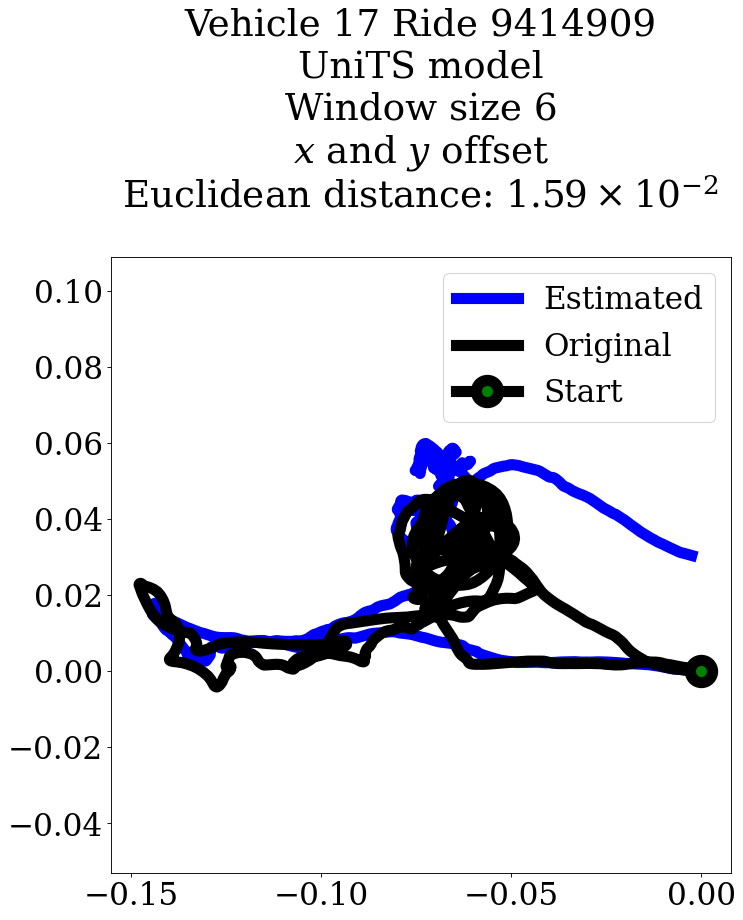 Vehicle 17 Ride 9414909
UniTS model
Window size 6
x and y offset
Euclidean distance: 1.59 × 10⁻²
Estimated
Original
Start
0.10
0.08
0.06
0.04
0.02
0.00
−0.02
−0.04
−0.15
−0.10
−0.05
0.00